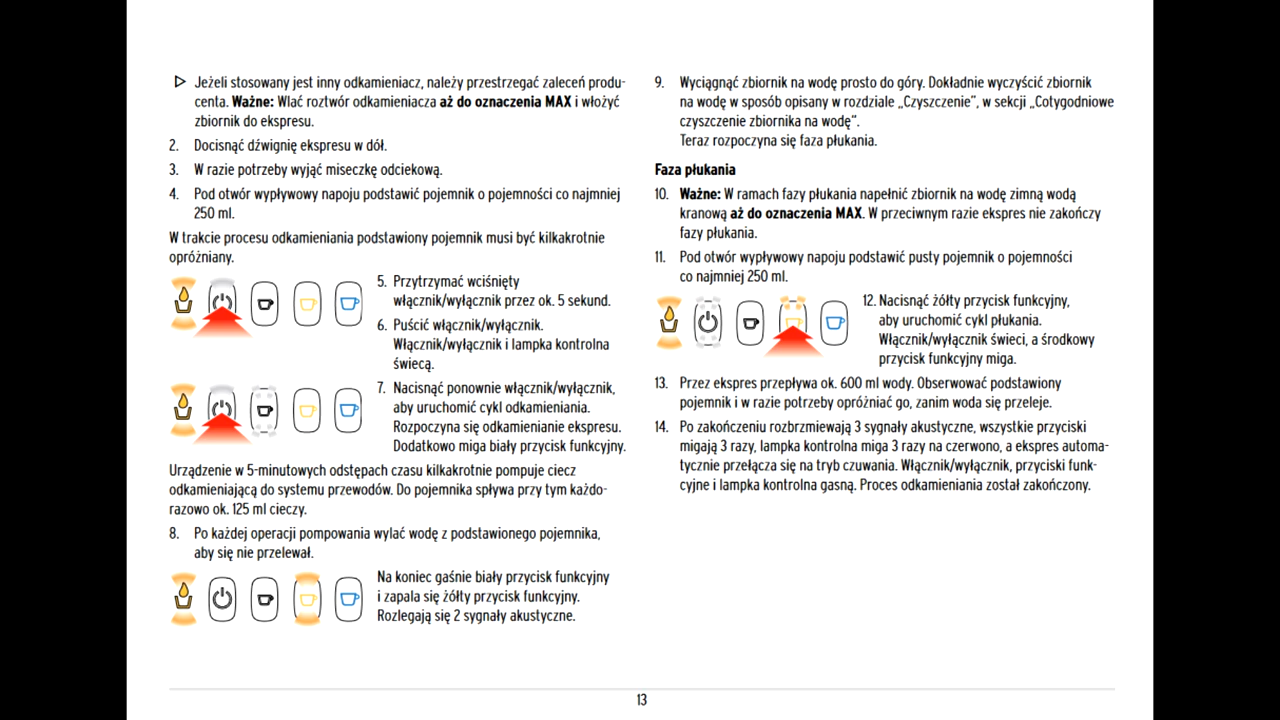 ▷ Jeżeli stosowany jest inny odkamieniacz, należy przestrzegać zaleceń produ-
centa. Ważne: Wlać roztwór odkamieniacza aż do oznaczenia MAX i włożyć
zbiornik do ekspresu.
2. Docisnąć dźwignię ekspresu w dół.
3. W razie potrzeby wyjąć miseczkę odciekową.
4. Pod otwór wypływowy napoju podstawić pojemnik o pojemności co najmniej
250 ml.
W trakcie procesu odkamieniania podstawiony pojemnik musi być kilkakrotnie
opróżniany.
5. Przytrzymać wciśnięty
włącznik/wyłącznik przez ok. 5 sekund.
6. Puścić włącznik/wyłącznik.
Włącznik/wyłącznik i lampka kontrolna
świecą.
7. Nacisnąć ponownie włącznik/wyłącznik,
aby uruchomić cykl odkamieniania.
Rozpoczyna się odkamienianie ekspresu.
Dodatkowo miga biały przycisk funkcyjny.
Urządzenie w 5-minutowych odstępach czasu kilkakrotnie pompuje ciecz
odkamieniającą do systemu przewodów. Do pojemnika spływa przy tym każdo-
razowo ok. 125 ml cieczy.
8. Po każdej operacji pompowania wylać wodę z podstawionego pojemnika,
aby się nie przelewał.
Na koniec gaśnie biały przycisk funkcyjny
i zapala się żółty przycisk funkcyjny.
Rozlegają się 2 sygnały akustyczne.
9. Wyciągnąć zbiornik na wodę prosto do góry. Dokładnie wyczyścić zbiornik
na wodę w sposób opisany w rozdziale „Czyszczenie”, w sekcji „Cotygodniowe
czyszczenie zbiornika na wodę”.
Teraz rozpoczyna się faza płukania.
Faza płukania
10. Ważne: W ramach fazy płukania napełnić zbiornik na wodę zimną wodą
kranową aż do oznaczenia MAX. W przeciwnym razie ekspres nie zakończy
fazy płukania.
11. Pod otwór wypływowy napoju podstawić pusty pojemnik o pojemności
co najmniej 250 ml.
12. Nacisnąć żółty przycisk funkcyjny,
aby uruchomić cykl płukania.
Włącznik/wyłącznik świeci, a środkowy
przycisk funkcyjny miga.
13. Przez ekspres przepływa ok. 600 ml wody. Obserwować podstawiony
pojemnik i w razie potrzeby opróżniać go, zanim woda się przeleje.
14. Po zakończeniu rozbrzmiewają 3 sygnały akustyczne, wszystkie przyciski
migają 3 razy, lampka kontrolna miga 3 razy na czerwono, a ekspres automa-
tycznie przełącza się na tryb czuwania. Włącznik/wyłącznik, przyciski funk-
cyjne i lampka kontrolna gasną. Proces odkamieniania został zakończony.
13